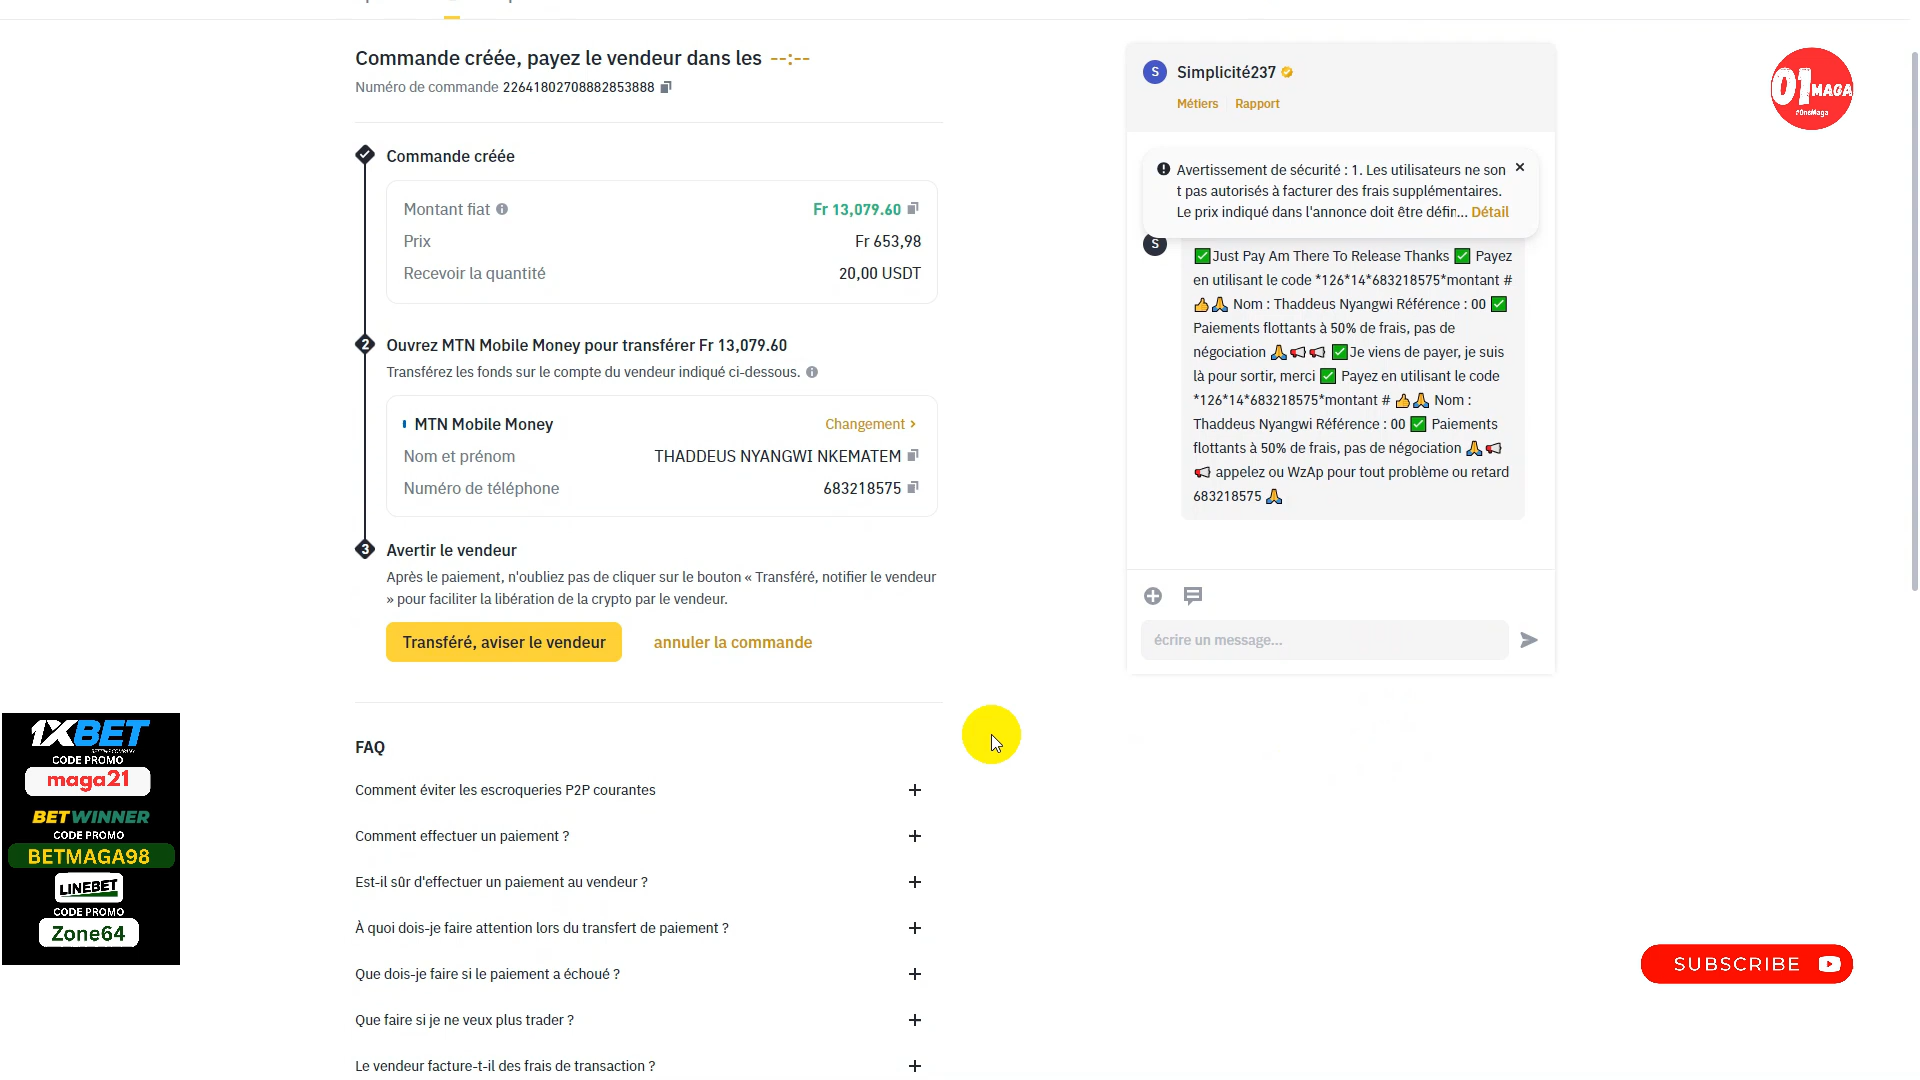 Commande créée, payez le vendeur dans les --:--
Numéro de commande 22641802708882853888
Commande créée
Montant fiat
Fr 13,079.60
Prix
Fr 653,98
Recevoir la quantité
20,00 USDT
2
Ouvrez MTN Mobile Money pour transférer Fr 13,079.60
Transférez les fonds sur le compte du vendeur indiqué ci-dessous.
MTN Mobile Money
Changement >
Nom et prénom
THADDEUS NYANGWI NKEMATEM
Numéro de téléphone
683218575
3
Avertir le vendeur
Après le paiement, n'oubliez pas de cliquer sur le bouton « Transféré, notifier le vendeur
» pour faciliter la libération de la crypto par le vendeur.
Transféré, aviser le vendeur
annuler la commande
FAQ
Comment éviter les escroqueries P2P courantes
Comment effectuer un paiement ?
Est-il sûr d'effectuer un paiement au vendeur ?
À quoi dois-je faire attention lors du transfert de paiement ?
Que dois-je faire si le paiement a échoué ?
Que faire si je ne veux plus trader ?
Le vendeur facture-t-il des frais de transaction ?
S
Simplicité237
Métiers
Rapport
Avertissement de sécurité : 1. Les utilisateurs ne son
t pas autorisés à facturer des frais supplémentaires.
Le prix indiqué dans l'annonce doit être défin... Détail
S
✅Just Pay Am There To Release Thanks ✅ Payez
en utilisant le code *126*14*683218575*montant #
👍🙏 Nom : Thaddeus Nyangwi Référence : 00 ✅
Paiements flottants à 50% de frais, pas de
négociation 🙏📢📢 ✅Je viens de payer, je suis
là pour sortir, merci ✅ Payez en utilisant le code
*126*14*683218575*montant # 👍🙏 Nom :
Thaddeus Nyangwi Référence : 00 ✅ Paiements
flottants à 50% de frais, pas de négociation 🙏📢
📢 appelez ou WzAp pour tout problème ou retard
683218575 🙏
écrire un message...
01 MAGA
#OneMaga
1XBET
BETTING COMPANY
CODE PROMO
maga21
BETWINNER
CODE PROMO
BETMAGA98
LINEBET
CODE PROMO
Zone64
SUBSCRIBE